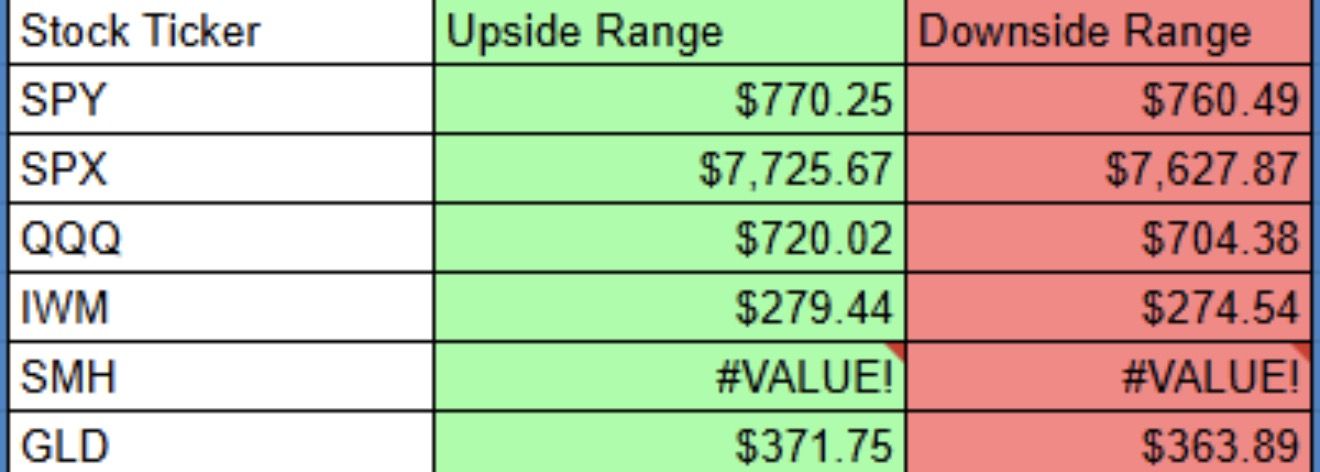 Stock Ticker Upside Range Downside Range
SPY $770.25 $760.49
SPX $7,725.67 $7,627.87
QQQ $720.02 $704.38
IWM $279.44 $274.54
SMH #VALUE! #VALUE!
GLD $371.75 $363.89